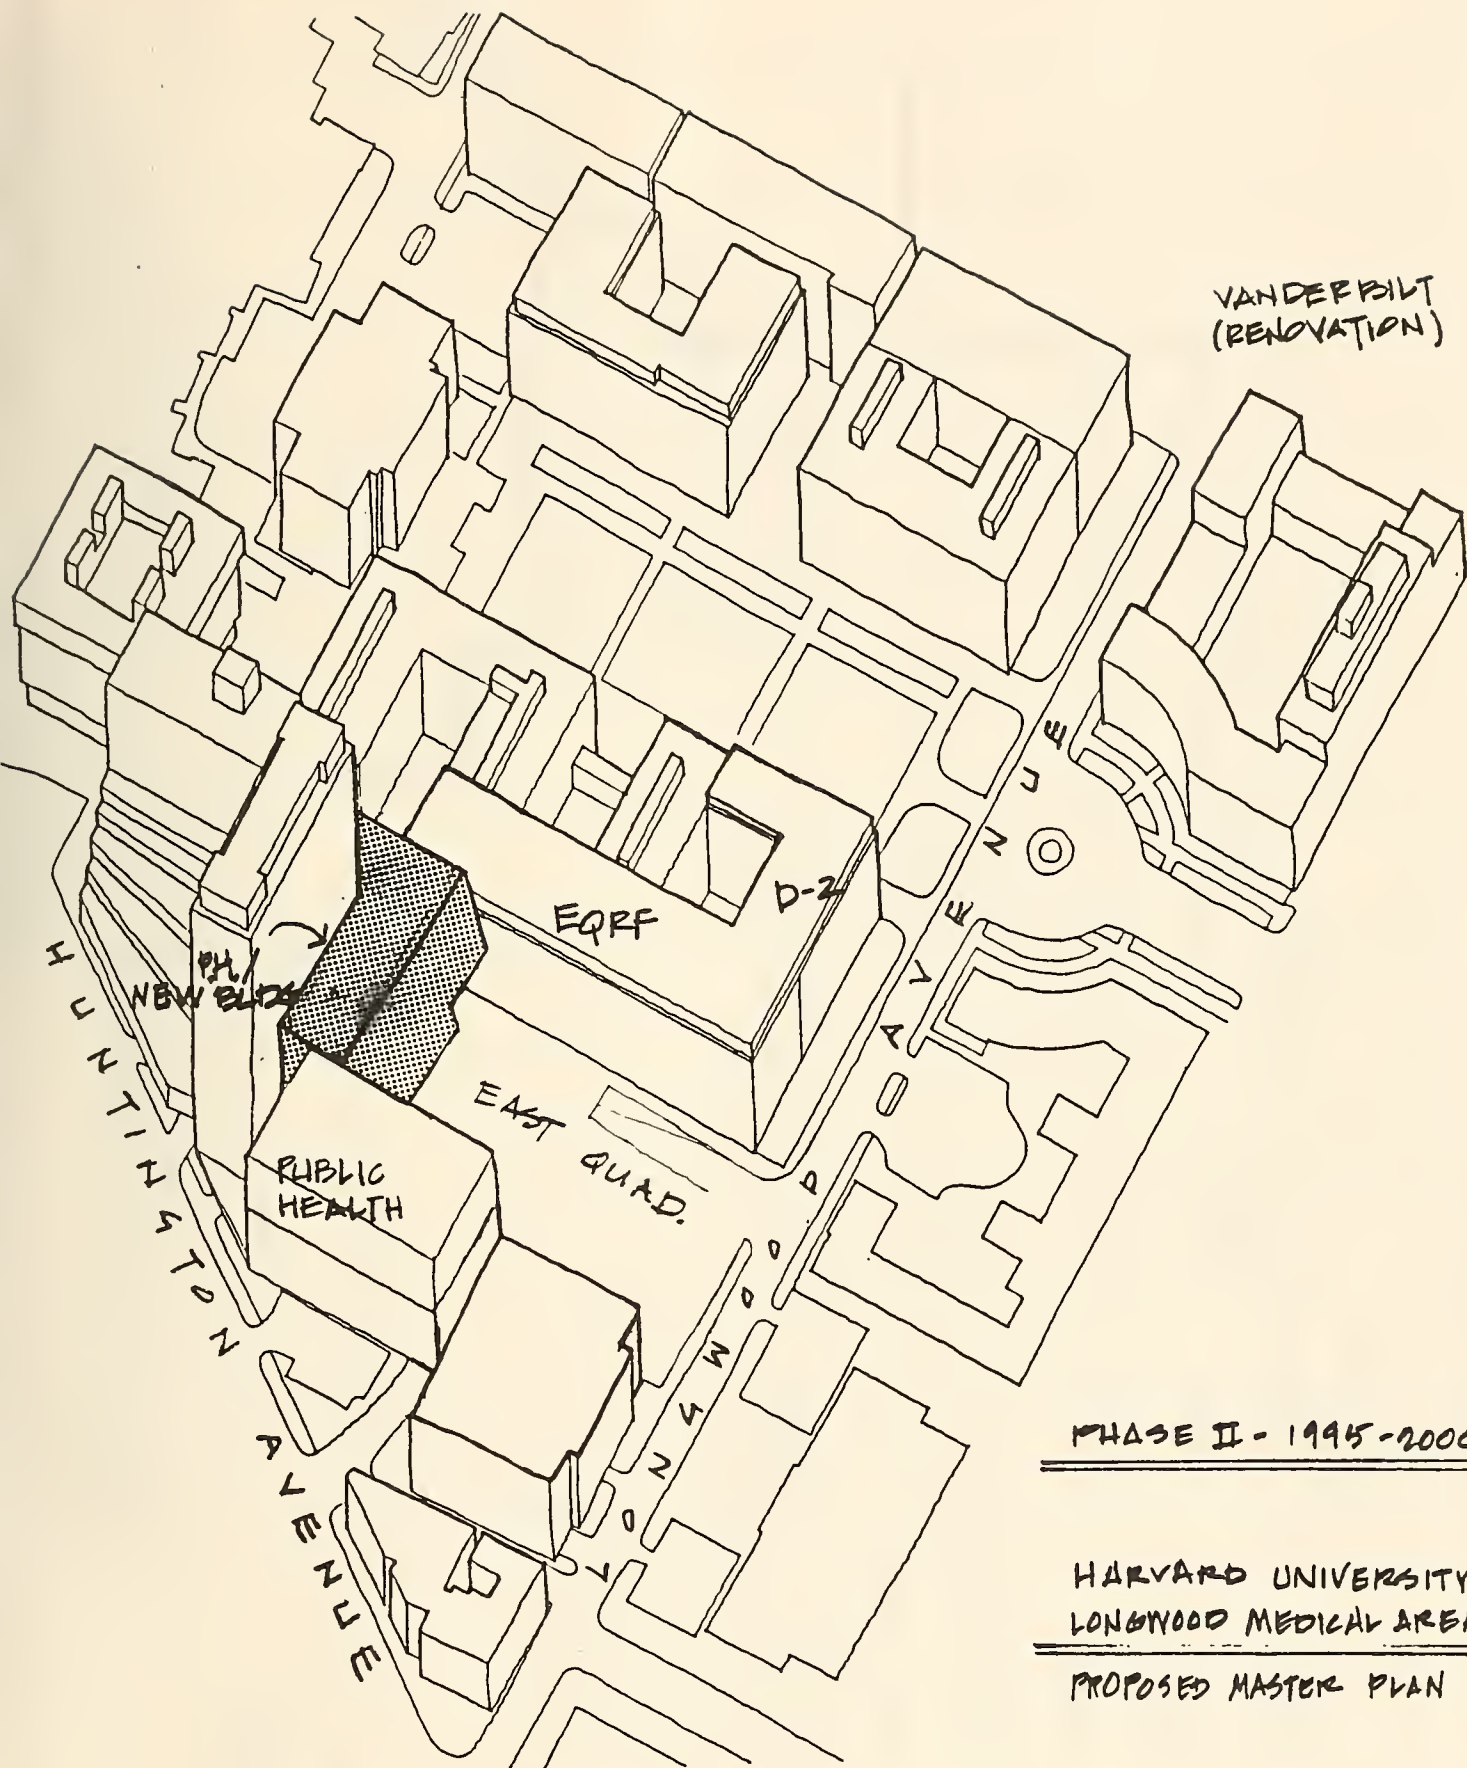 VANDERBILT
(RENOVATION)
EQRF
D-2
PH/
NEW BLDG
EAST
QUAD.
PUBLIC
HEALTH
HUNTINGTON AVENUE
LONGWOOD AVENUE
PHASE II - 1995-2000
HARVARD UNIVERSITY
LONGWOOD MEDICAL AREA
PROPOSED MASTER PLAN